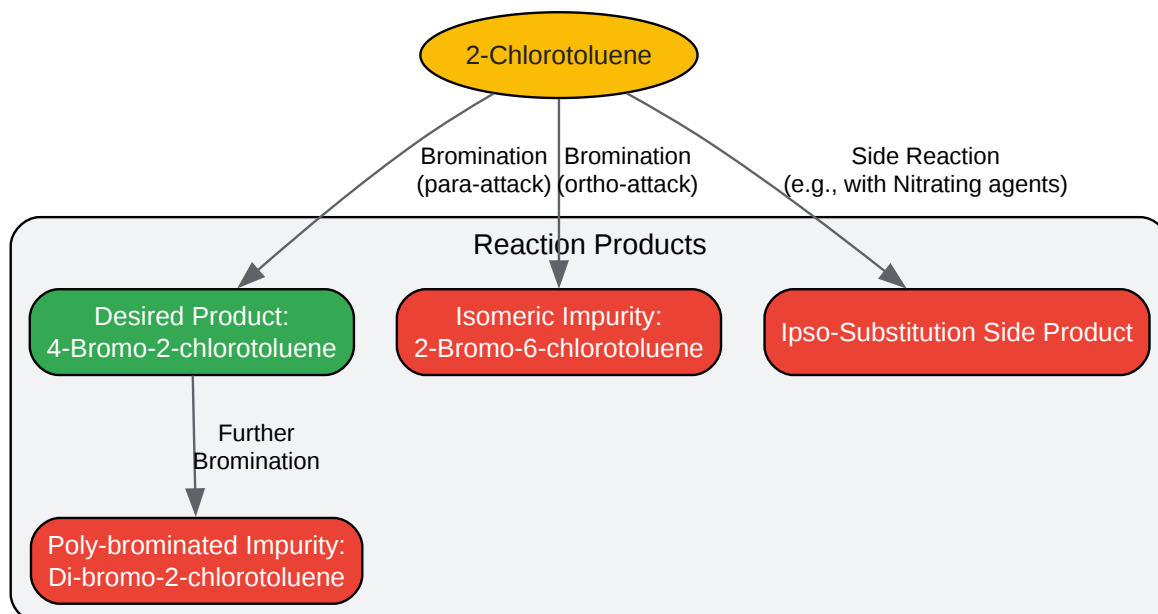 2-Chlorotoluene
Bromination
(para-attack)
Bromination
(ortho-attack)
Side Reaction
(e.g., with Nitrating agents)
Reaction Products
Desired Product:
4-Bromo-2-chlorotoluene
Isomeric Impurity:
2-Bromo-6-chlorotoluene
Ipso-Substitution Side Product
Further
Bromination
Poly-brominated Impurity:
Di-bromo-2-chlorotoluene